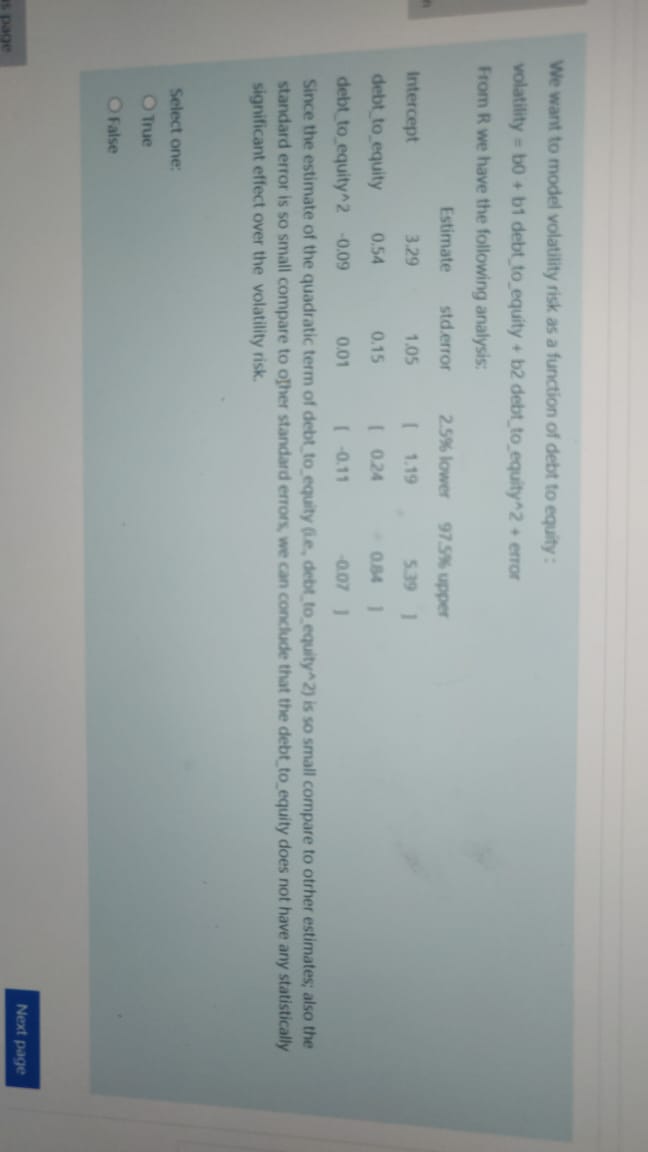 We want to model volatility risk as a function of debt to equity :
volatility = b0 + b1 debt_to_equity + b2 debt_to_equity^2 + error
From R we have the following analysis:
Estimate std.error 2.5% lower 97.5% upper
Intercept 3.29 1.05 [ 1.19 5.39 ]
debt_to_equity 0.54 0.15 [ 0.24 0.84 ]
debt_to_equity^2 -0.09 0.01 [ -0.11 -0.07 ]
Since the estimate of the quadratic term of debt_to_equity (i.e., debt_to_equity^2) is so small compare to otrher estimates; also the
standard error is so small compare to other standard errors, we can conclude that the debt_to_equity does not have any statistically
significant effect over the volatility risk.
Select one:
True
False
Next page
page